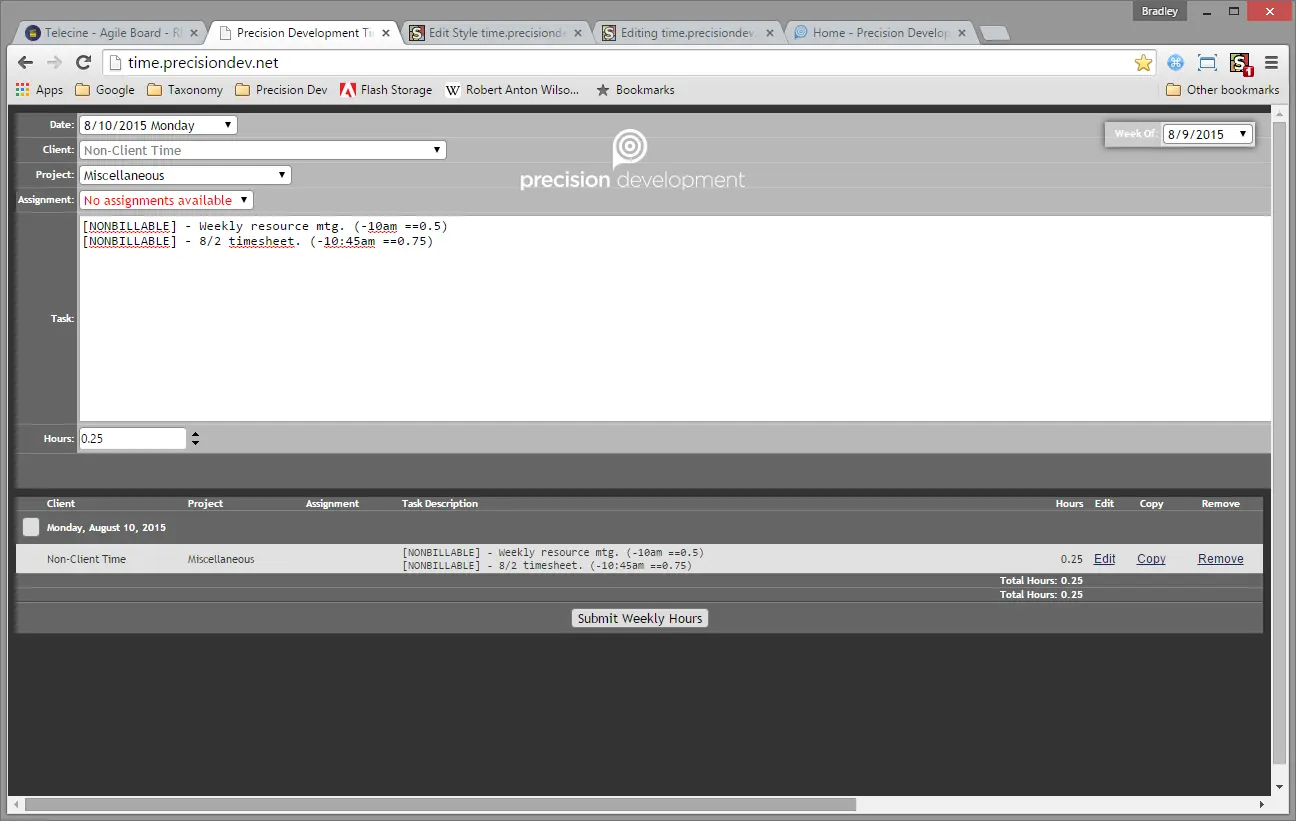 Bradley
Telecine - Agile Board - R
Precision Development Ti
Edit Style time.precisiond
Editing time.precisiondev.
Home - Precision Develop
time.precisiondev.net
Apps Google Taxonomy Precision Dev Flash Storage Robert Anton Wilso... Bookmarks Other bookmarks
Date: 8/10/2015 Monday
Week Of: 8/9/2015
Client: Non-Client Time
Project: Miscellaneous
precision development
Assignment: No assignments available
[NONBILLABLE] - Weekly resource mtg. (-10am ==0.5)
[NONBILLABLE] - 8/2 timesheet. (-10:45am ==0.75)
Task:
Hours: 0.25
Client Project Assignment Task Description Hours Edit Copy Remove
Monday, August 10, 2015
Non-Client Time Miscellaneous [NONBILLABLE] - Weekly resource mtg. (-10am ==0.5)
[NONBILLABLE] - 8/2 timesheet. (-10:45am ==0.75) 0.25 Edit Copy Remove
Total Hours: 0.25
Total Hours: 0.25
Submit Weekly Hours